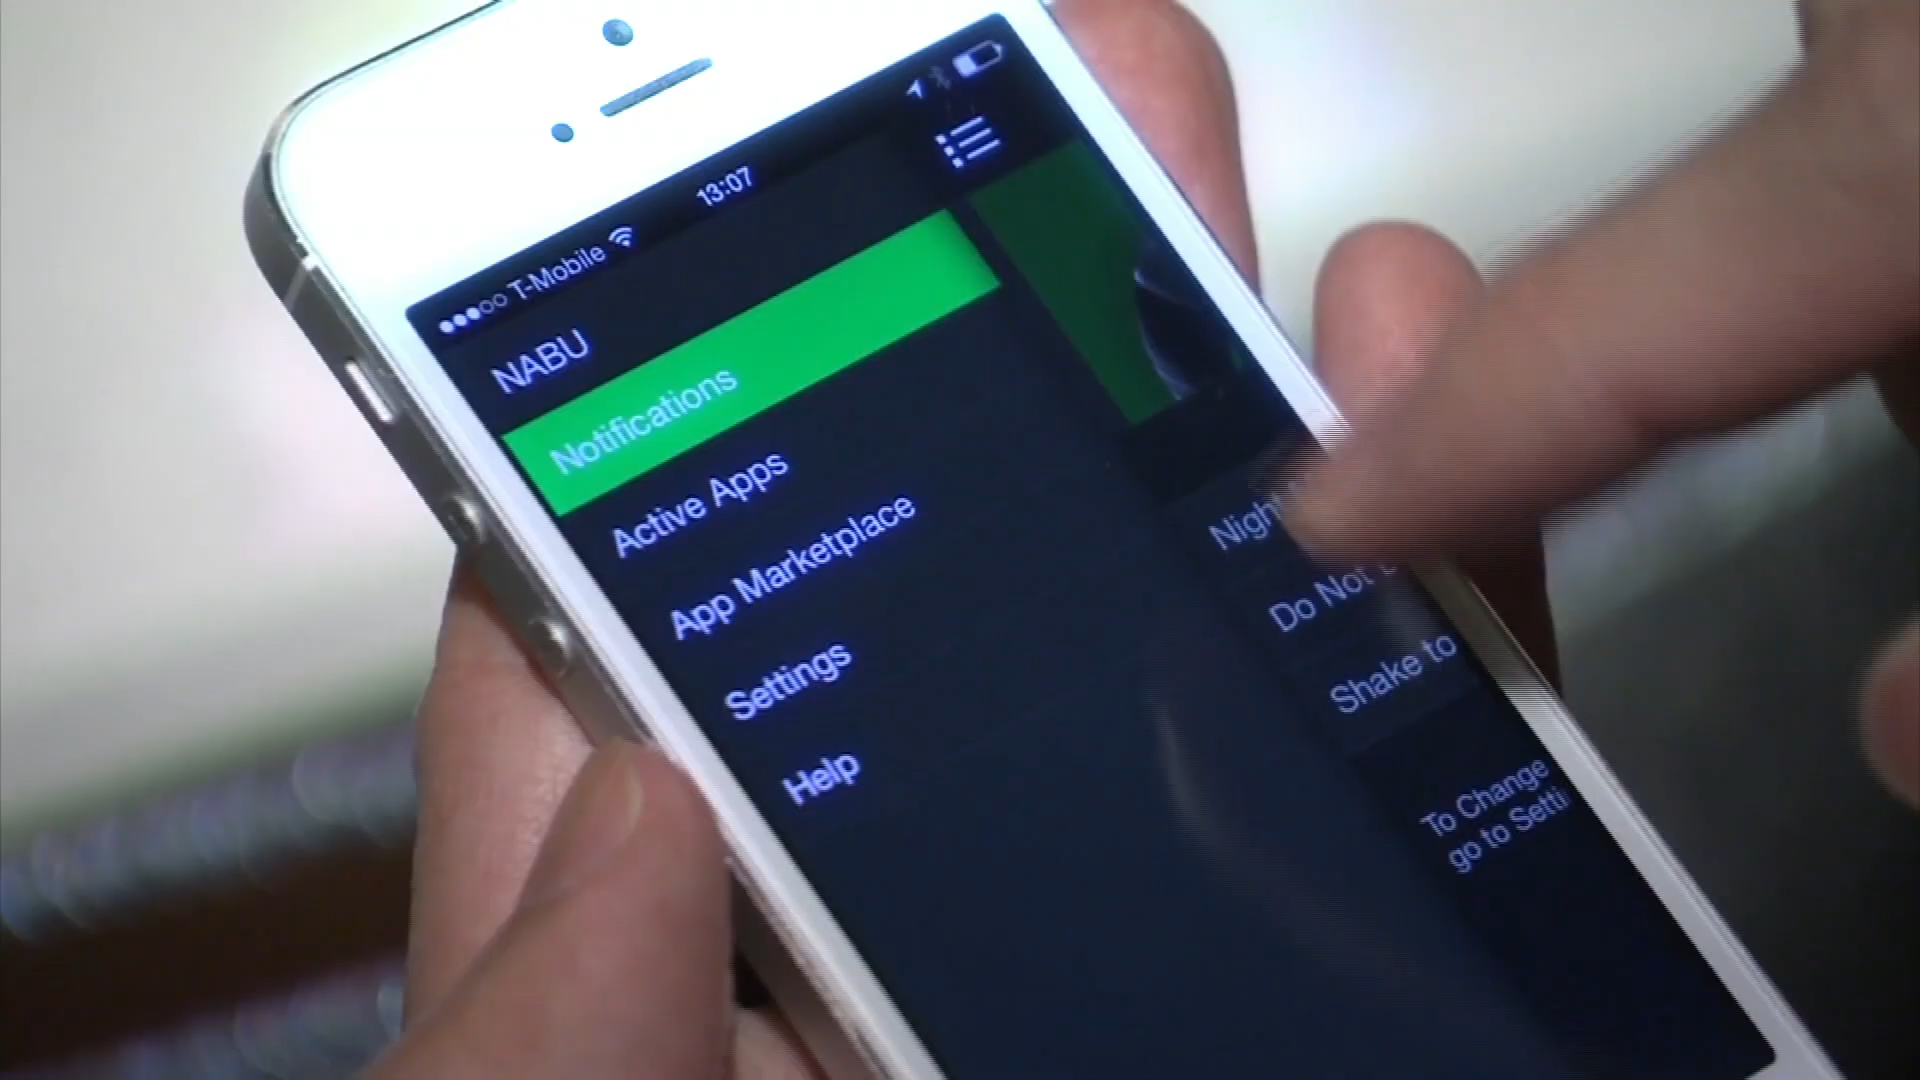 T-Mobile 13:07
NABU
Notifications
Active Apps
App Marketplace
Settings
Help
Do Not
Shake to
To Change
go to